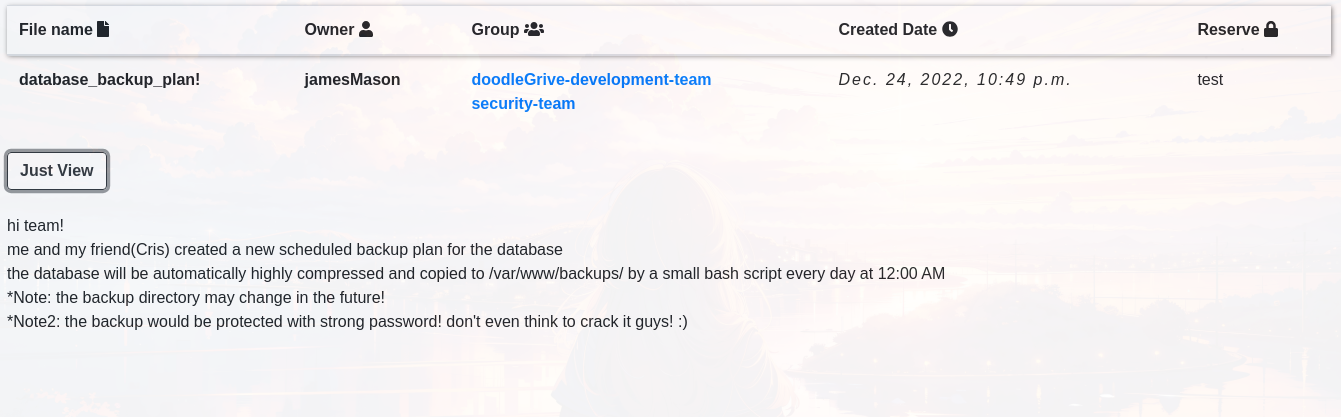 File name Owner Group Created Date Reserve
database_backup_plan! jamesMason doodleGrive-development-team Dec. 24, 2022, 10:49 p.m. test
security-team
Just View
hi team!
me and my friend(Cris) created a new scheduled backup plan for the database
the database will be automatically highly compressed and copied to /var/www/backups/ by a small bash script every day at 12:00 AM
*Note: the backup directory may change in the future!
*Note2: the backup would be protected with strong password! don't even think to crack it guys! :)